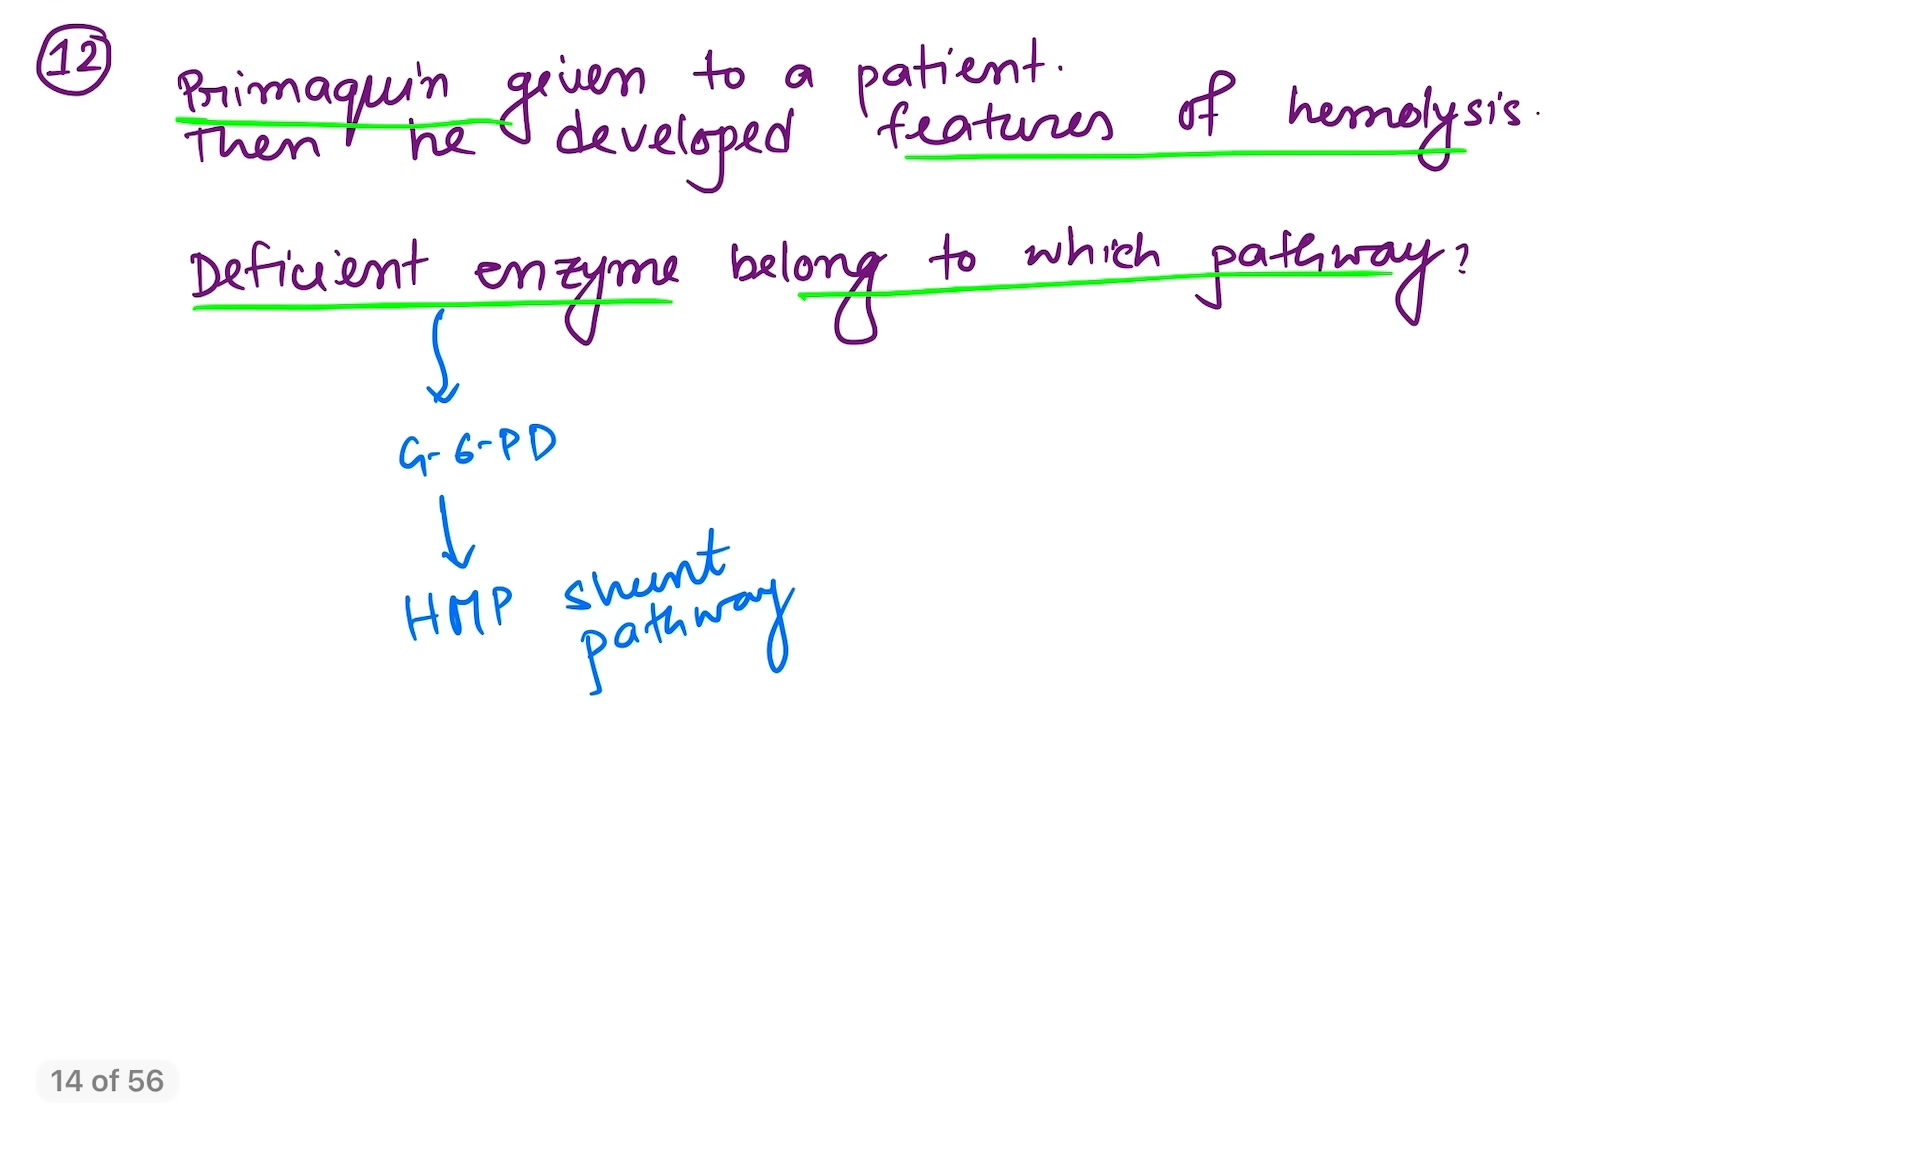 12
Primaquin given to a patient.
Then he developed features of hemolysis.
Deficient enzyme belong to which pathway?
G-6-PD
HMP shunt
pathway
14 of 56